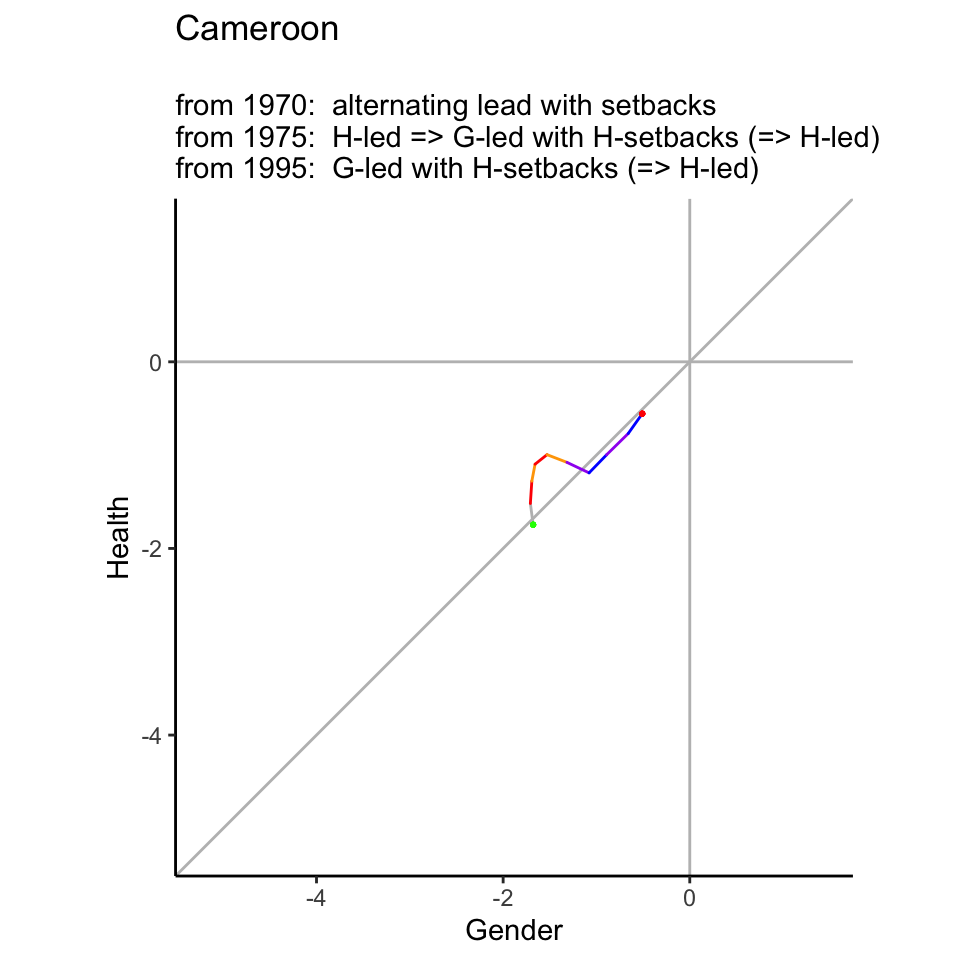 Cameroon
from 1970:  alternating lead with setbacks
from 1975:  H-led => G-led with H-setbacks (=> H-led)
from 1995:  G-led with H-setbacks (=> H-led)
0
-2
-4
Health
-4
-2
0
Gender